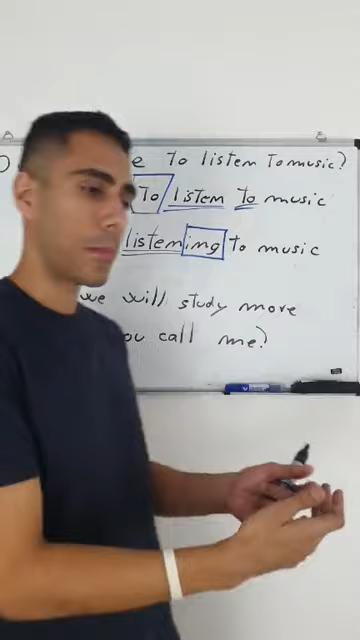 e to listen to music?
to listen to music
listening to music
we will study more
ou call me?